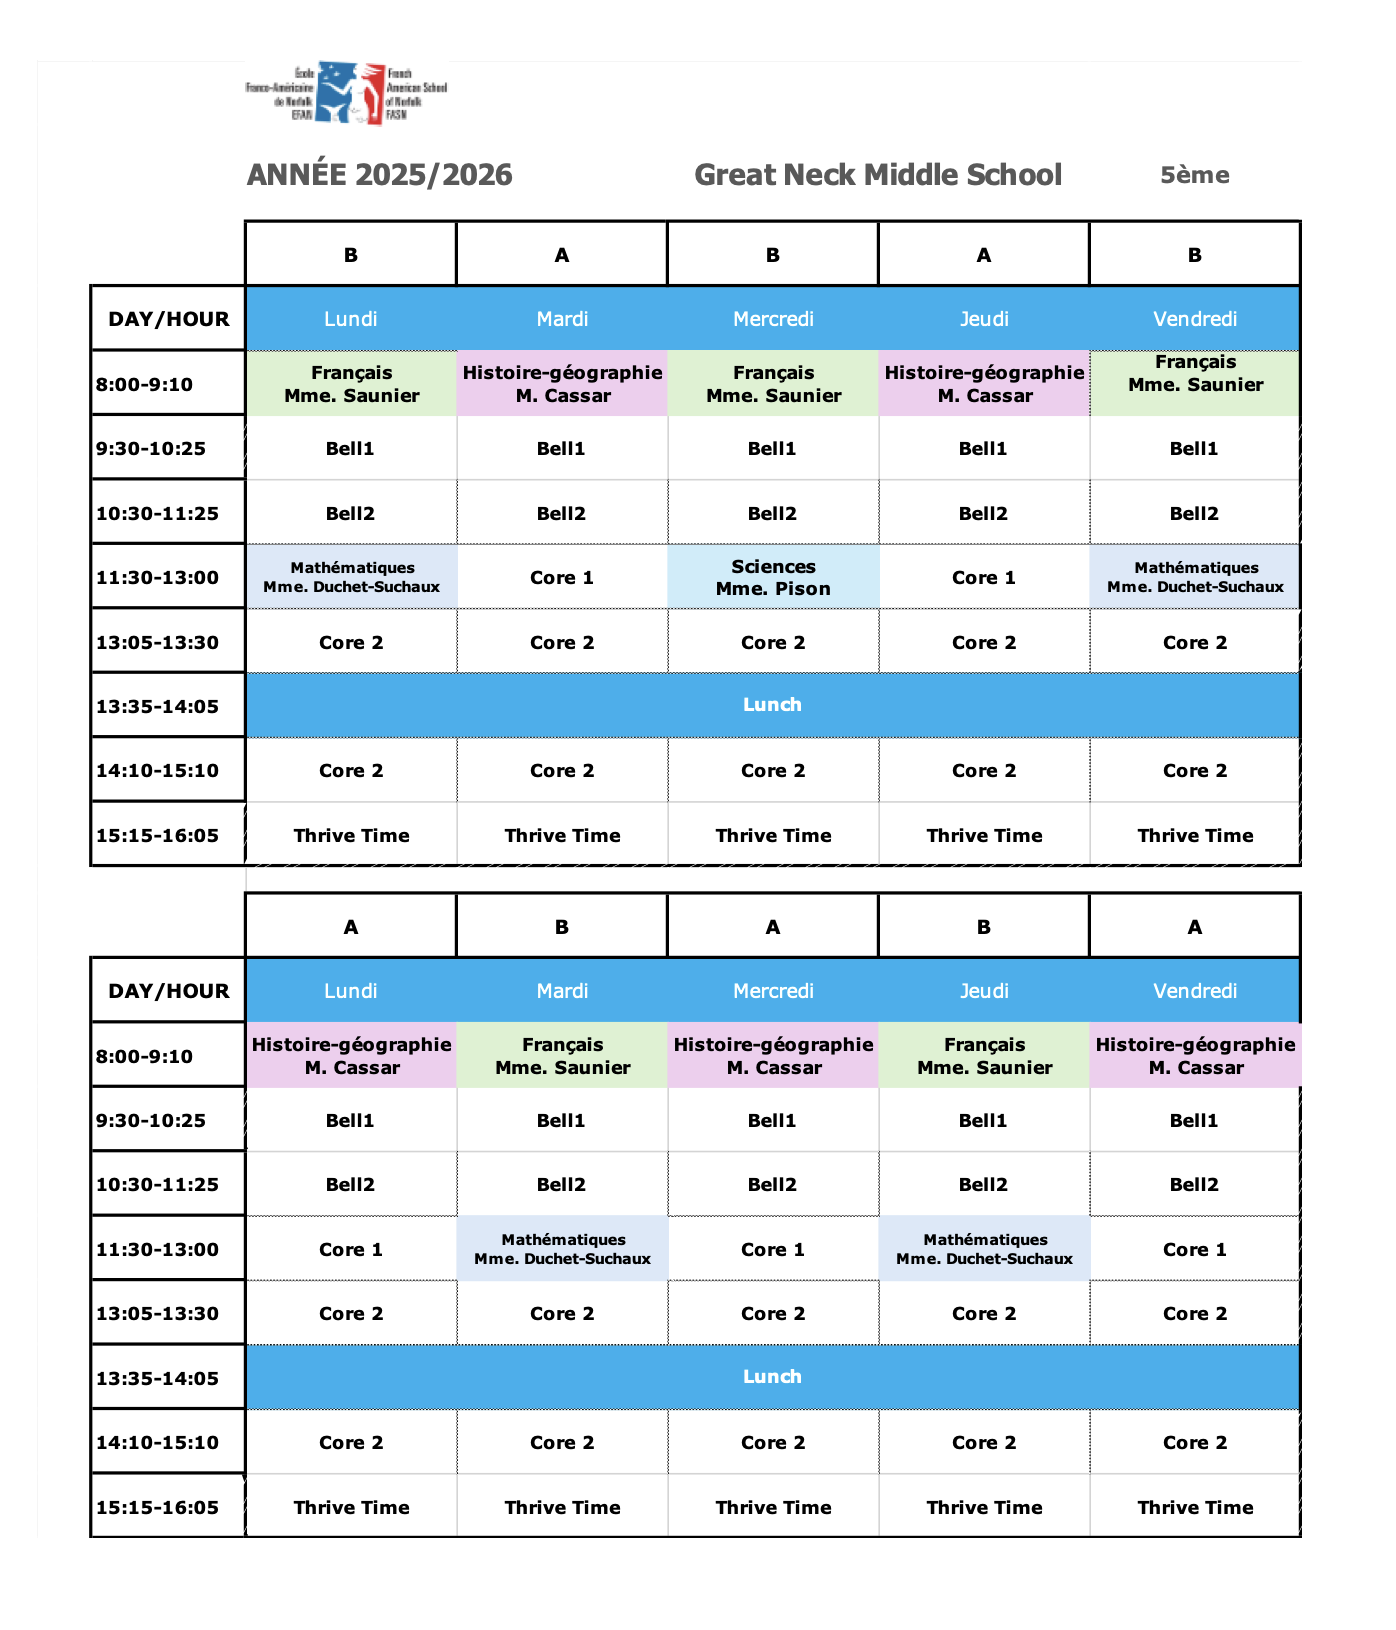 École
Franco-Américaine
de Norfolk
EFAN
French
American School
of Norfolk
FASN
ANNÉE 2025/2026 Great Neck Middle School 5ème
B A B A B
DAY/HOUR Lundi Mardi Mercredi Jeudi Vendredi
8:00-9:10 Français Histoire-géographie Français Histoire-géographie Français
Mme. Saunier M. Cassar Mme. Saunier M. Cassar Mme. Saunier
9:30-10:25 Bell1 Bell1 Bell1 Bell1 Bell1
10:30-11:25 Bell2 Bell2 Bell2 Bell2 Bell2
11:30-13:00 Mathématiques Core 1 Sciences Core 1 Mathématiques
Mme. Duchet-Suchaux Mme. Pison Mme. Duchet-Suchaux
13:05-13:30 Core 2 Core 2 Core 2 Core 2 Core 2
13:35-14:05 Lunch
14:10-15:10 Core 2 Core 2 Core 2 Core 2 Core 2
15:15-16:05 Thrive Time Thrive Time Thrive Time Thrive Time Thrive Time
A B A B A
DAY/HOUR Lundi Mardi Mercredi Jeudi Vendredi
8:00-9:10 Histoire-géographie Français Histoire-géographie Français Histoire-géographie
M. Cassar Mme. Saunier M. Cassar Mme. Saunier M. Cassar
9:30-10:25 Bell1 Bell1 Bell1 Bell1 Bell1
10:30-11:25 Bell2 Bell2 Bell2 Bell2 Bell2
11:30-13:00 Core 1 Mathématiques Core 1 Mathématiques Core 1
Mme. Duchet-Suchaux Mme. Duchet-Suchaux
13:05-13:30 Core 2 Core 2 Core 2 Core 2 Core 2
13:35-14:05 Lunch
14:10-15:10 Core 2 Core 2 Core 2 Core 2 Core 2
15:15-16:05 Thrive Time Thrive Time Thrive Time Thrive Time Thrive Time